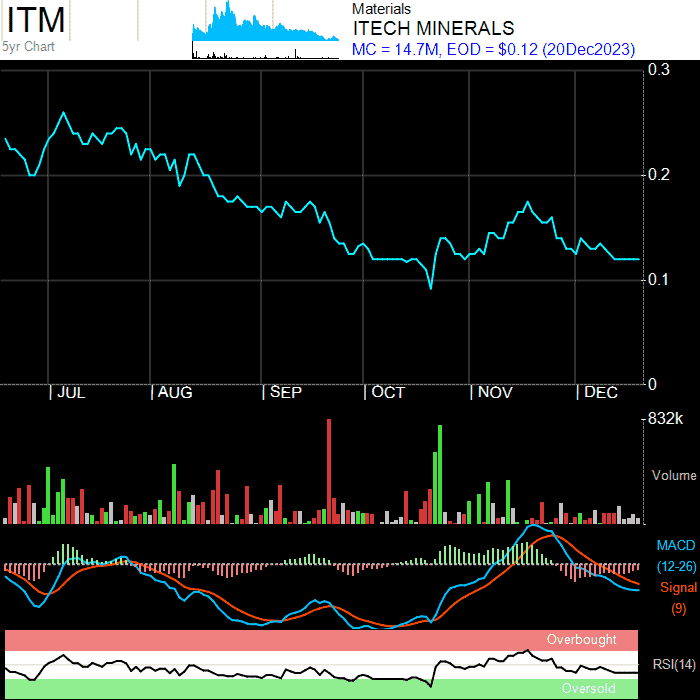 ITM
5yr Chart
Materials
ITECH MINERALS
MC = 14.7M, EOD = $0.12 (20Dec2023)
0.3
0.2
0.1
0
JUL AUG SEP OCT NOV DEC
832k
Volume
MACD
(12-26)
Signal
(9)
Overbought
RSI(14)
Oversold